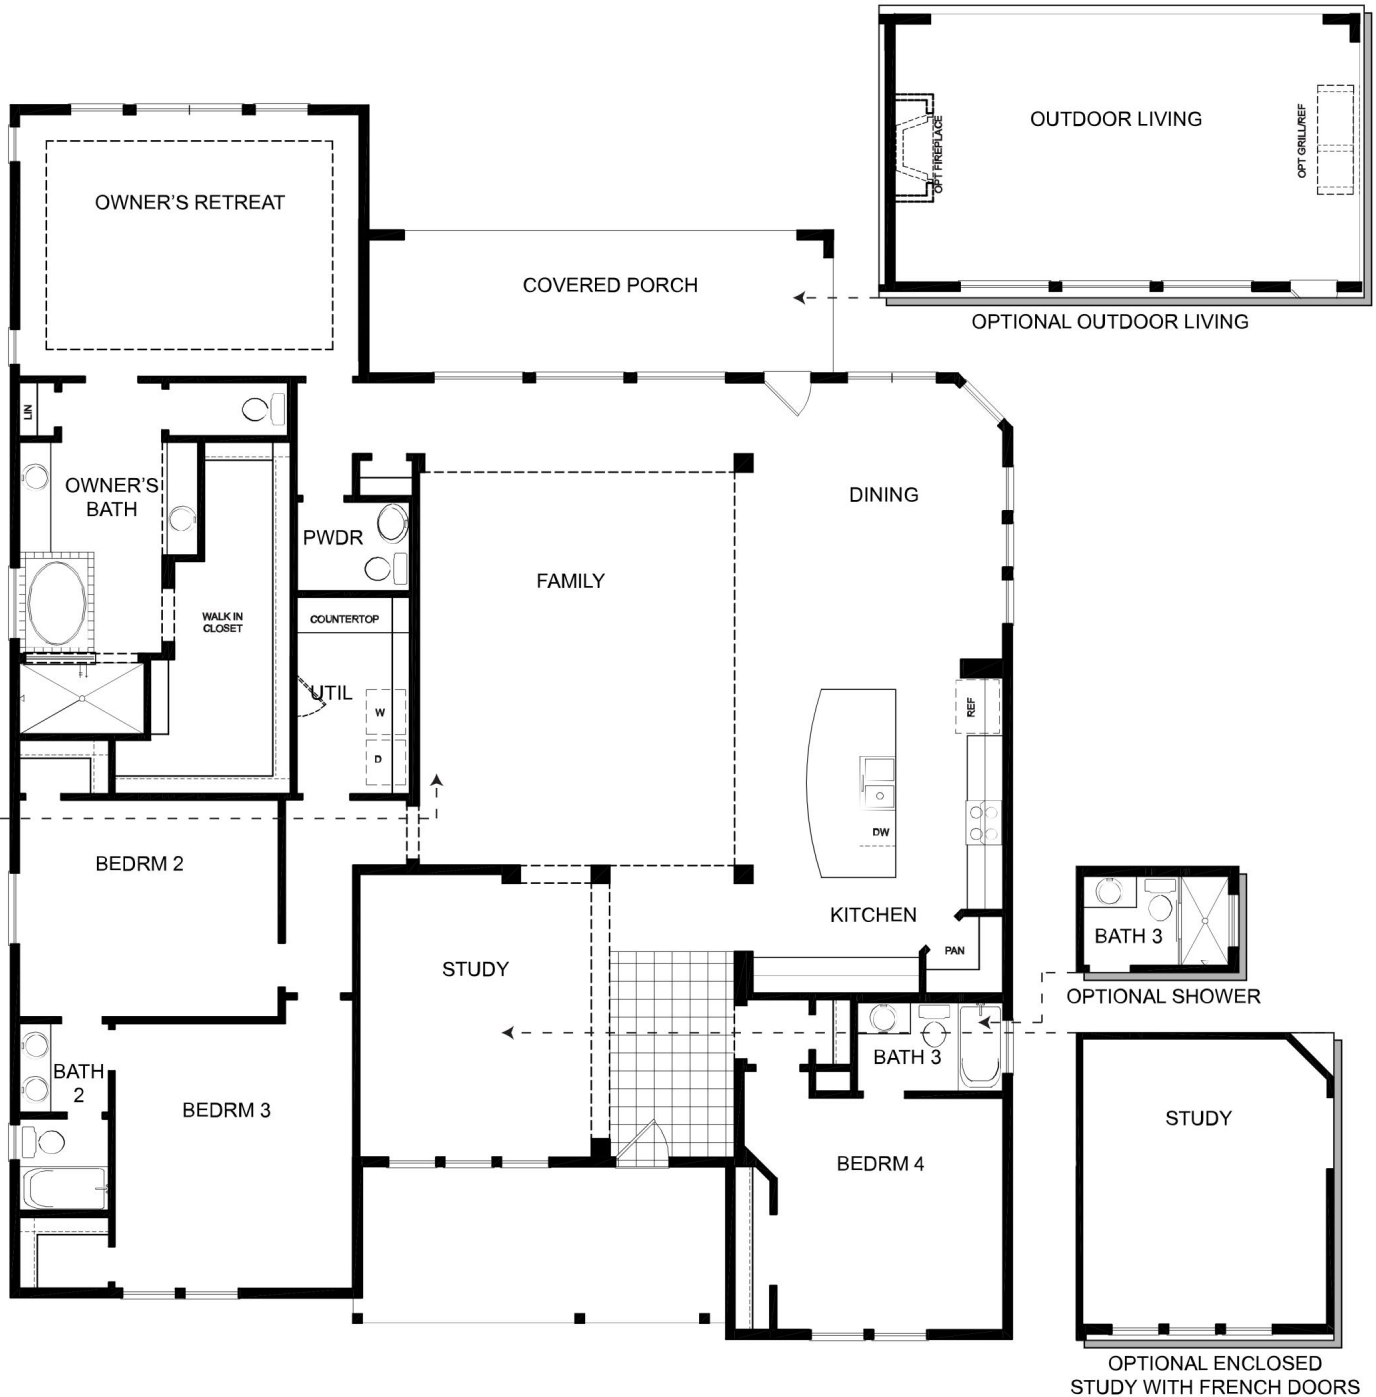 OUTDOOR LIVING
OPT FIREPLACE
OPT GRILL/REF
OPTIONAL OUTDOOR LIVING
OWNER'S RETREAT
COVERED PORCH
LIN
OWNER'S
BATH
PWDR
DINING
FAMILY
WALK IN
CLOSET
COUNTERTOP
UTIL
W
D
REF
DW
BEDRM 2
KITCHEN
PAN
STUDY
BATH 3
OPTIONAL SHOWER
BATH
2
BATH 3
BEDRM 3
BEDRM 4
STUDY
OPTIONAL ENCLOSED
STUDY WITH FRENCH DOORS